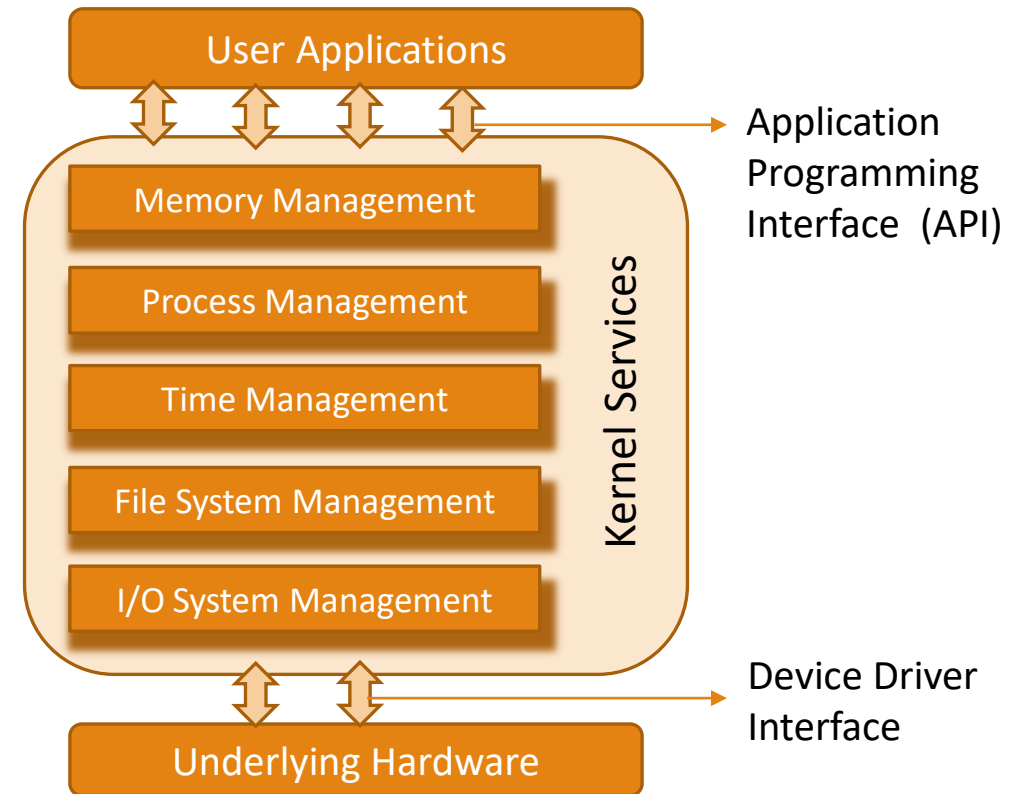 User Applications
Application
Programming
Interface  (API)
Memory Management
Process Management
Time Management
File System Management
I/O System Management
Kernel Services
Device Driver
Interface
Underlying Hardware